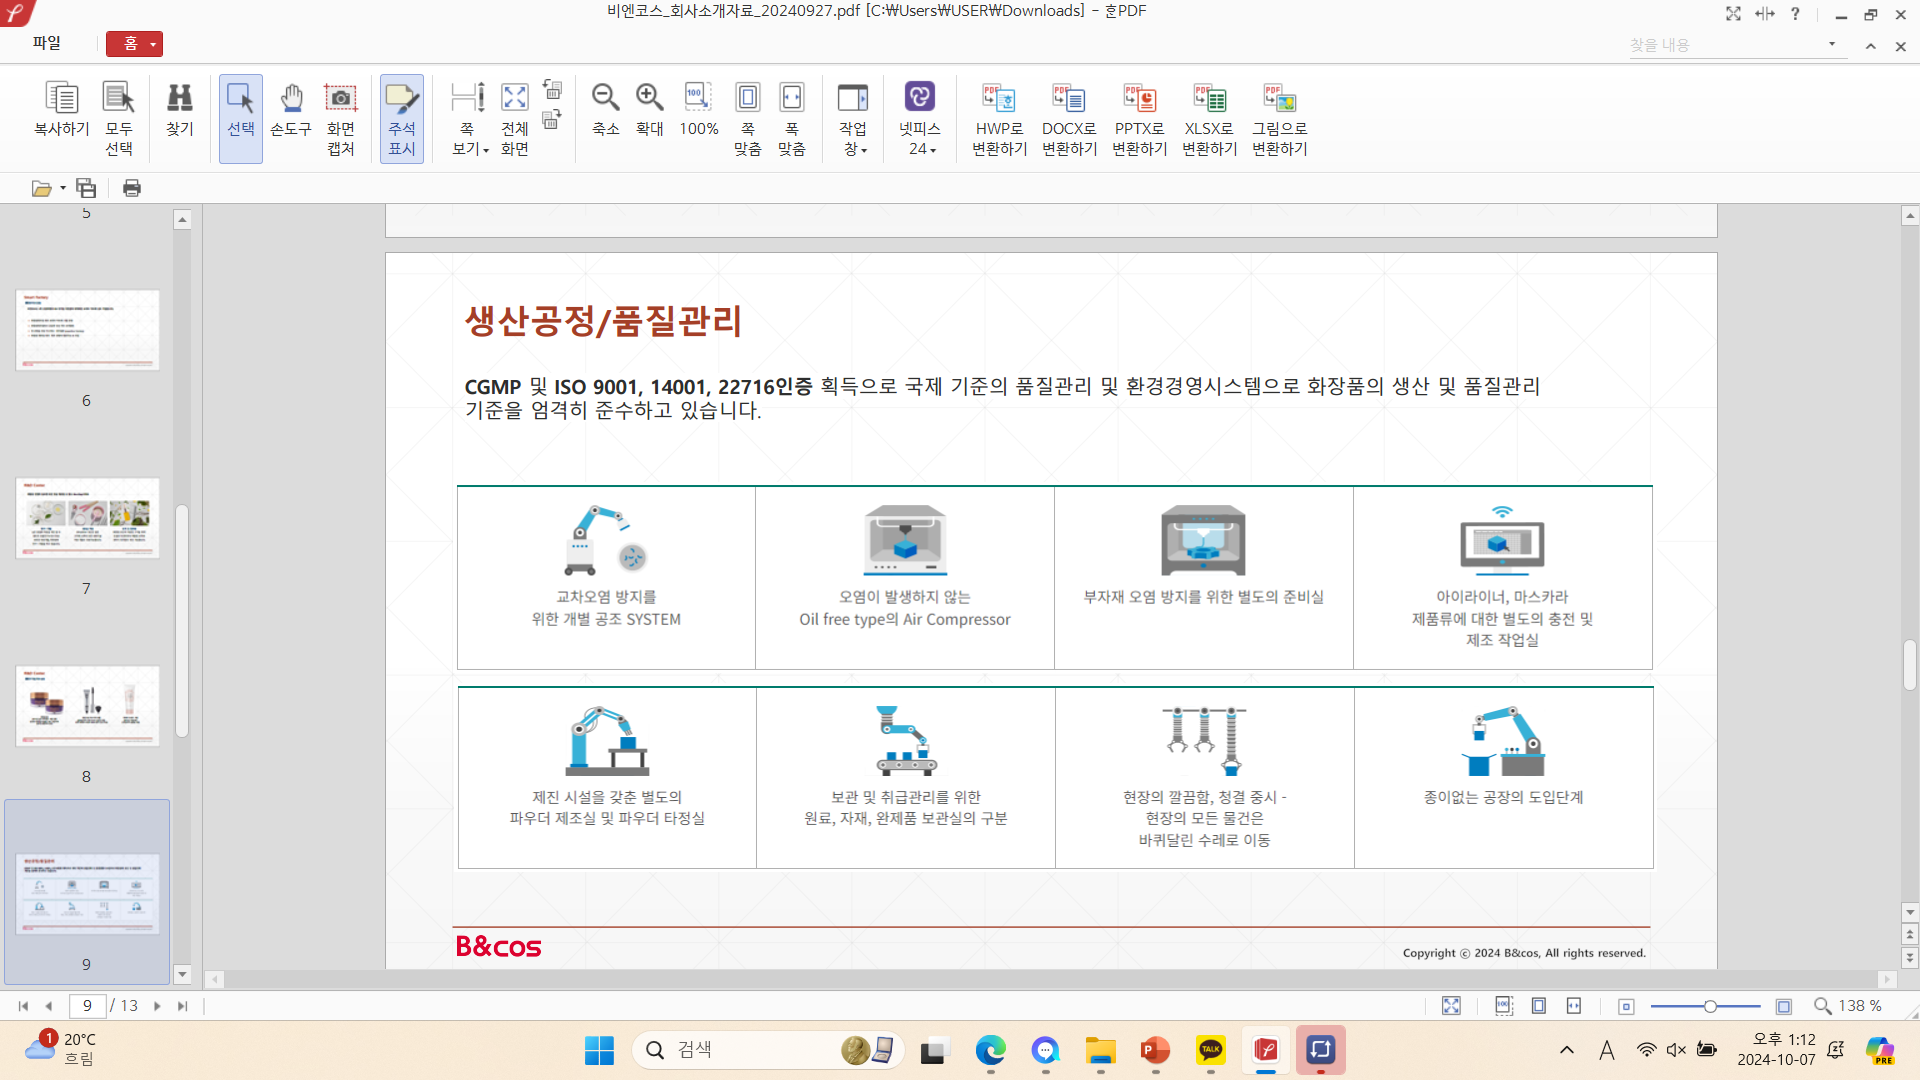 비엔코스_회사소개자료_20240927.pdf [C:₩Users₩USER₩Downloads] - 한PDF
파일
홈
찾을 내용
복사하기
모두
선택
찾기
선택
손도구
화면
캡처
주석
표시
쪽
보기
전체
화면
축소
확대
100%
쪽
맞춤
폭
맞춤
작업
창
넷피스
24
HWP로
변환하기
DOCX로
변환하기
PPTX로
변환하기
XLSX로
변환하기
그림으로
변환하기
5
6
7
8
9
생산공정/품질관리
CGMP 및 ISO 9001, 14001, 22716인증 획득으로 국제 기준의 품질관리 및 환경경영시스템으로 화장품의 생산 및 품질관리
기준을 엄격히 준수하고 있습니다.
교차오염 방지를
위한 개별 공조 SYSTEM
오염이 발생하지 않는
Oil free type의 Air Compressor
부자재 오염 방지를 위한 별도의 준비실
아이라이너, 마스카라
제품류에 대한 별도의 충전 및
제조 작업실
제진 시설을 갖춘 별도의
파우더 제조실 및 파우더 타정실
보관 및 취급관리를 위한
원료, 자재, 완제품 보관실의 구분
현장의 깔끔함, 청결 중시 -
현장의 모든 물건은
바퀴달린 수레로 이동
종이없는 공장의 도입단계
B&cos
Copyright ⓒ 2024 B&cos, All rights reserved.
9 / 13
138 %
1
20°C
흐림
검색
TALK
A
오후 1:12
2024-10-07
PRE